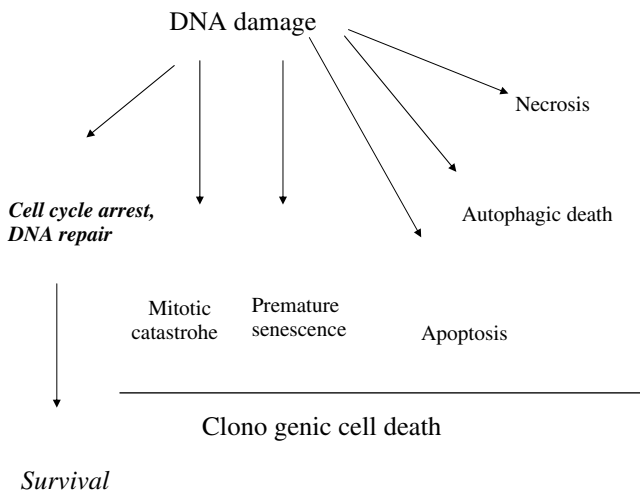 DNA damage
Necrosis
Cell cycle arrest,
DNA repair
Autophagic death
Mitotic
catastrohe
Premature
senescence
Apoptosis
Clono genic cell death
Survival